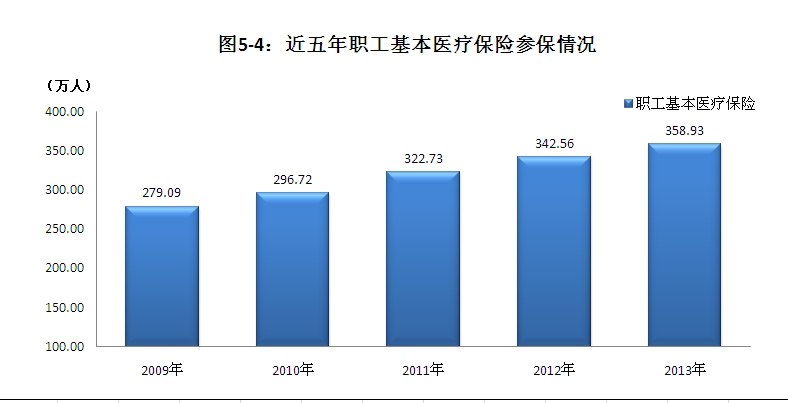 图5-4：近五年职工基本医疗保险参保情况
（万人）
400.00
350.00
300.00
250.00
200.00
150.00
100.00
职工基本医疗保险
279.09
296.72
322.73
342.56
358.93
2009年
2010年
2011年
2012年
2013年